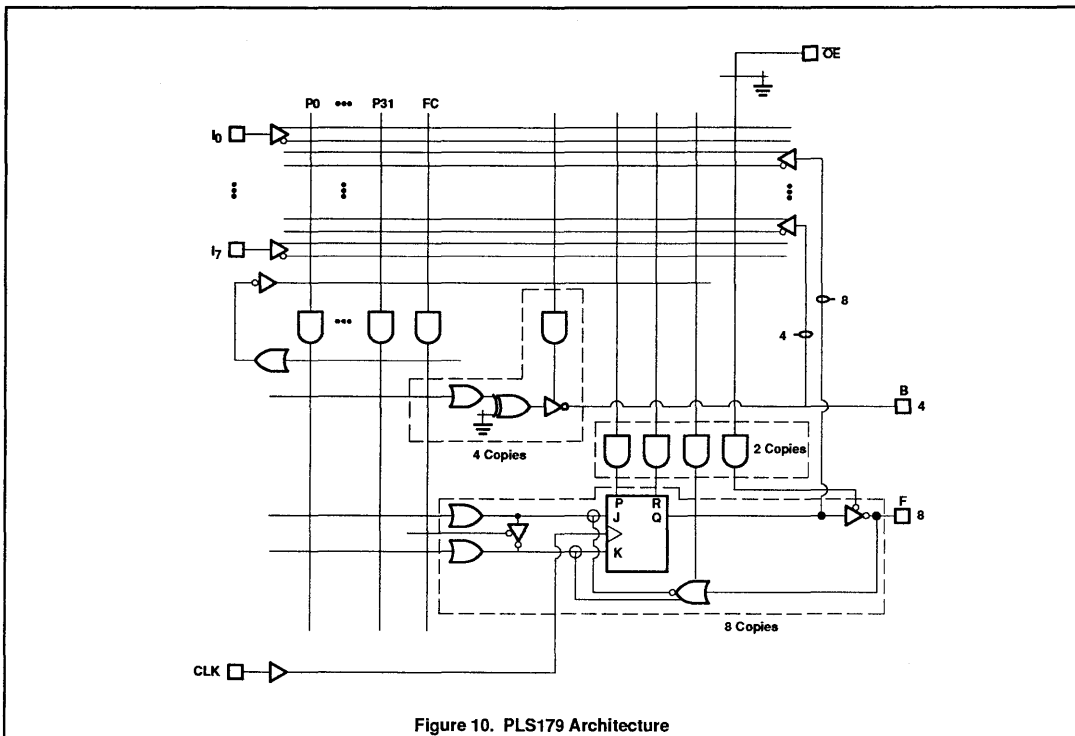 OE
P0 ••• P31 FC
I0
I7
8
4
B
4
4 Copies
2 Copies
P R
J Q
K
F
8
8 Copies
CLK
Figure 10. PLS179 Architecture